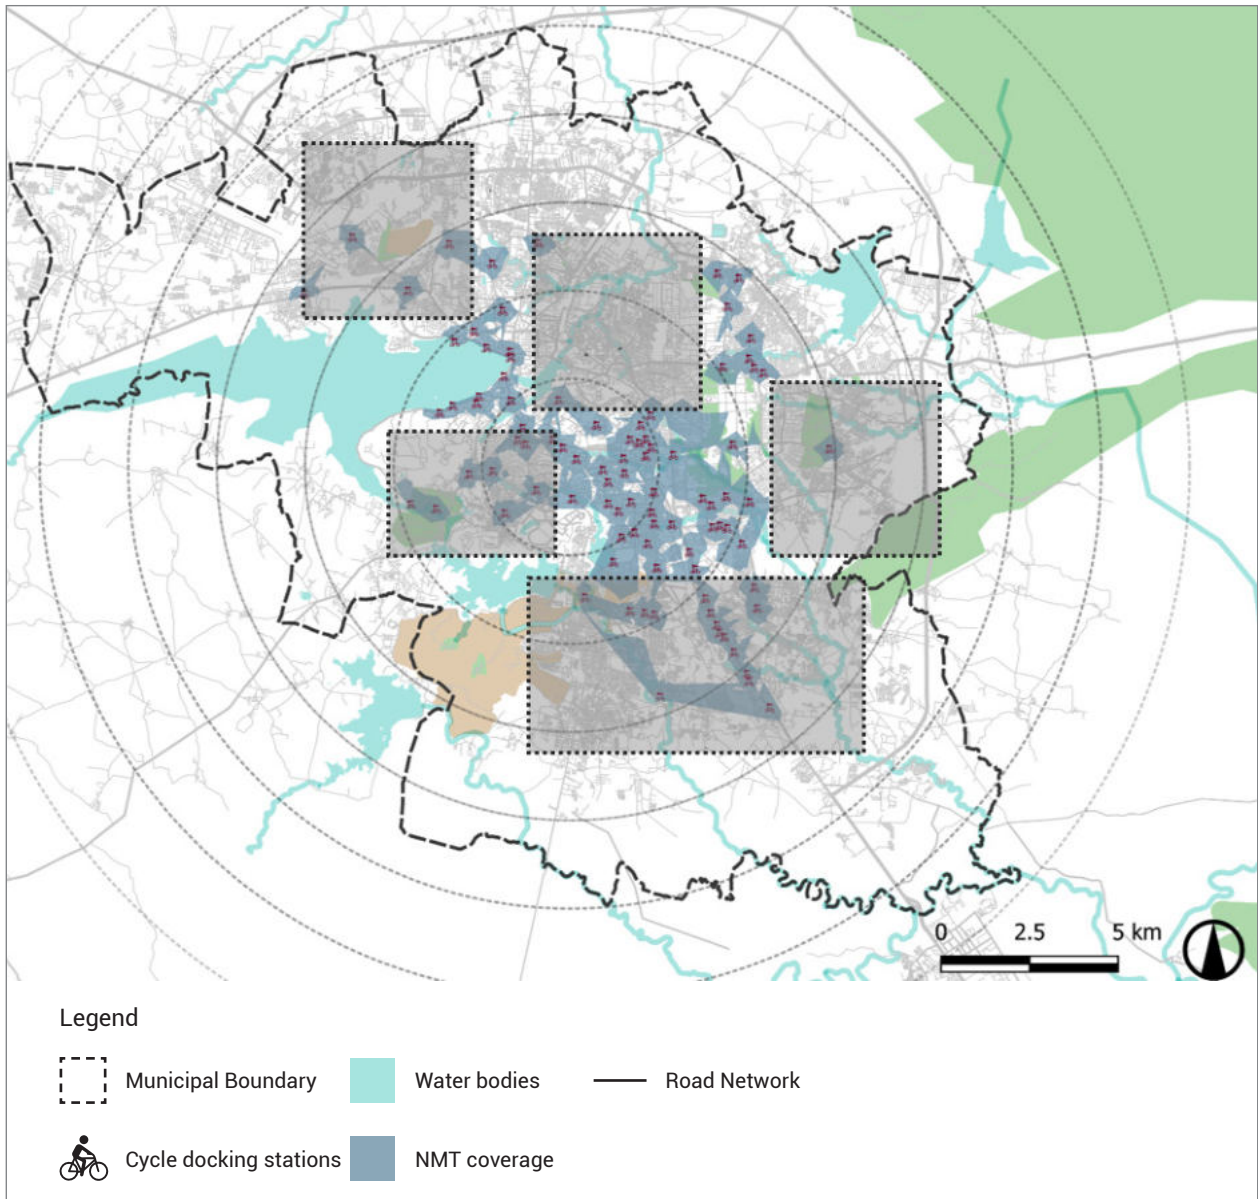 0 2.5 5 km
Legend
Municipal Boundary Water bodies Road Network
Cycle docking stations NMT coverage